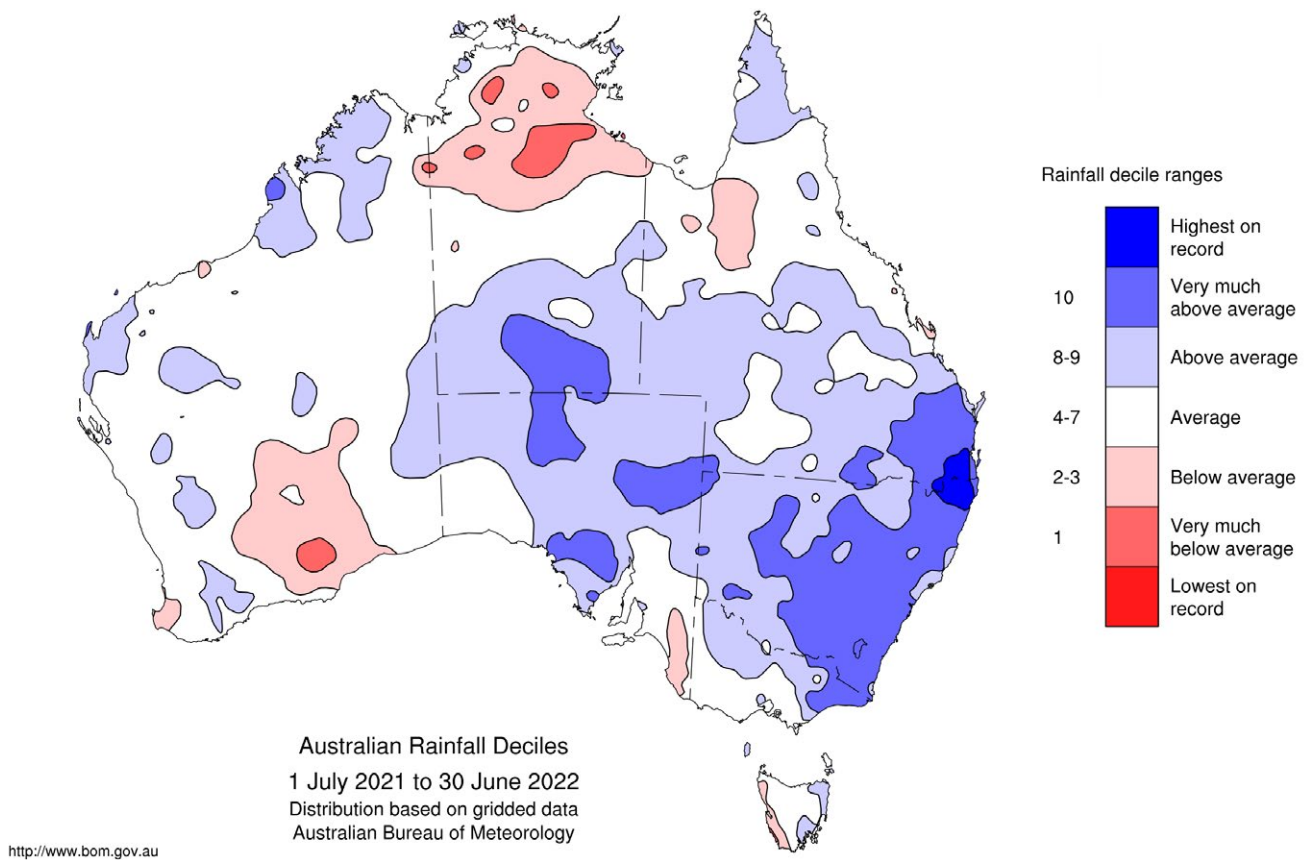 Rainfall decile ranges
Highest on
record
10
Very much
above average
8-9
Above average
4-7
Average
2-3
Below average
1
Very much
below average
Lowest on
record
Australian Rainfall Deciles
1 July 2021 to 30 June 2022
Distribution based on gridded data
Australian Bureau of Meteorology
http://www.bom.gov.au